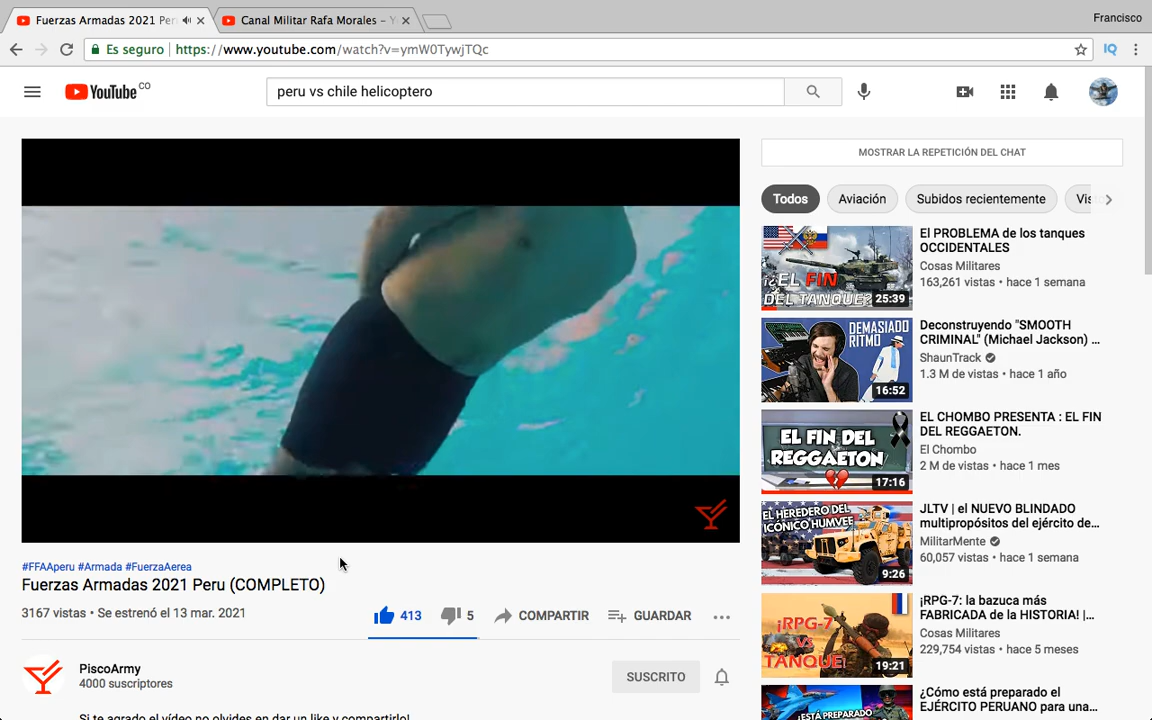 Fuerzas Armadas 2021 Per
Canal Militar Rafa Morales – Y
Francisco
Es seguro
https://www.youtube.com/watch?v=ymW0TywjTQc
IQ
YouTube CO
peru vs chile helicoptero
MOSTRAR LA REPETICIÓN DEL CHAT
Todos
Aviación
Subidos recientemente
Vis
¿EL FIN
DEL TANQUE?
25:39
El PROBLEMA de los tanques
OCCIDENTALES
Cosas Militares
163,261 vistas • hace 1 semana
DEMASIADO
RITMO
16:52
Deconstruyendo "SMOOTH
CRIMINAL" (Michael Jackson) ...
ShaunTrack
1.3 M de vistas • hace 1 año
EL FIN DEL
REGGAETON
17:16
EL CHOMBO PRESENTA : EL FIN
DEL REGGAETON.
El Chombo
2 M de vistas • hace 1 mes
EL HEREDERO DEL
ICÓNICO HUMVEE
9:26
JLTV | el NUEVO BLINDADO
multipropósitos del ejército de...
MilitarMente
60,057 vistas • hace 1 semana
¡RPG-7
VS
TANQUE!
19:21
¡RPG-7: la bazuca más
FABRICADA de la HISTORIA! |...
Cosas Militares
229,754 vistas • hace 5 meses
¿ESTÁ PREPARADO
¿Cómo está preparado el
EJÉRCITO PERUANO para una...
#FFAAperu #Armada #FuerzaAerea
Fuerzas Armadas 2021 Peru (COMPLETO)
3167 vistas • Se estrenó el 13 mar. 2021
413
5
COMPARTIR
GUARDAR
PiscoArmy
4000 suscriptores
SUSCRITO
Si te agrado el vídeo no olvides en dar un like y compartirlo!